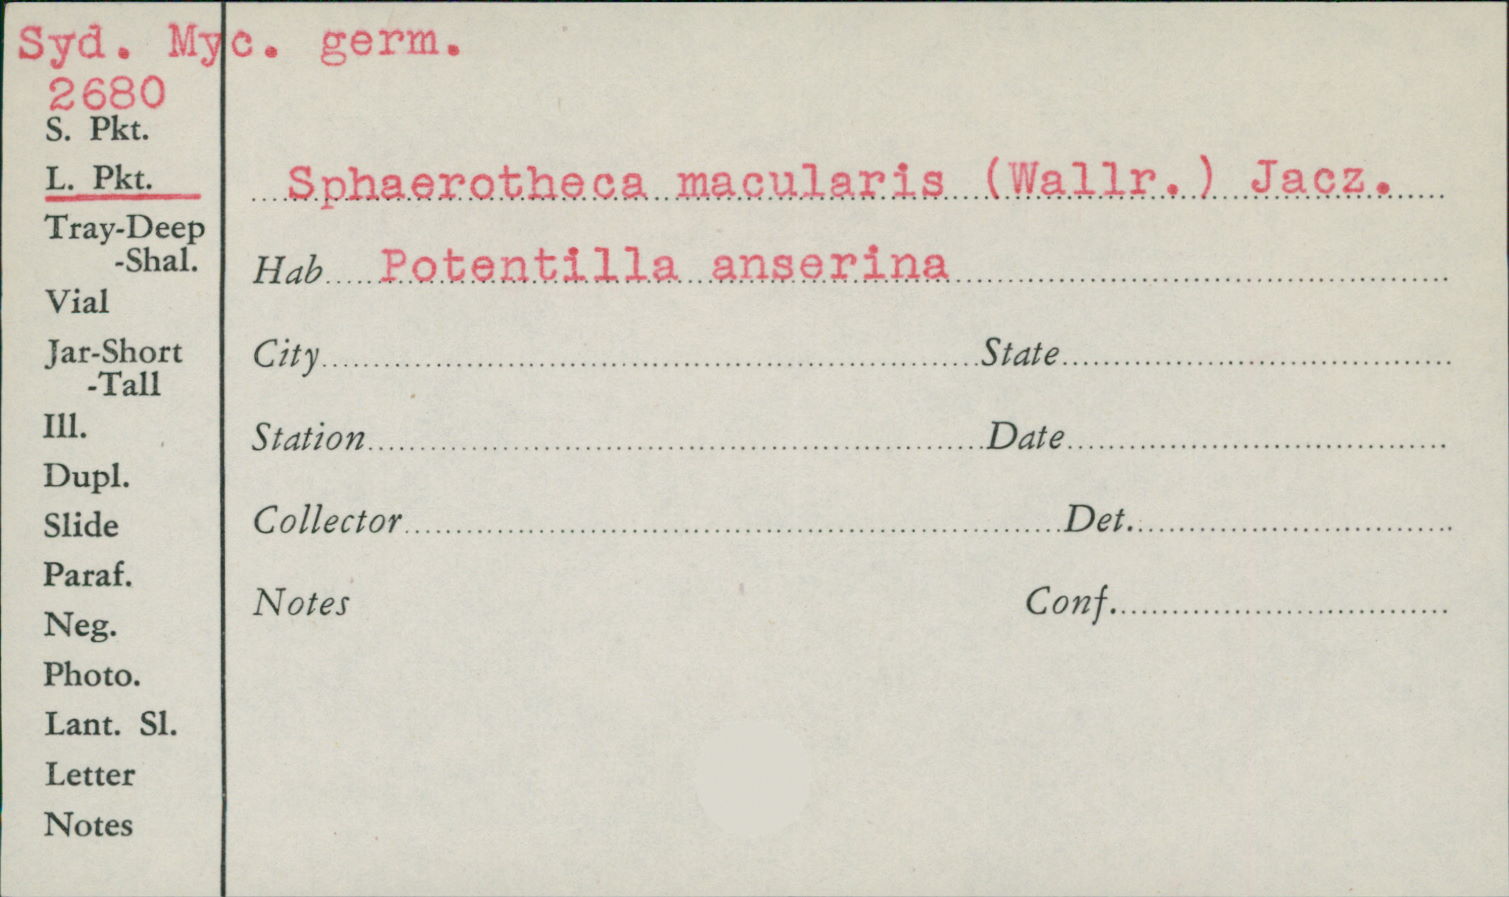 Syd. Myc. germ.
2680
S. Pkt.
L. Pkt.
Sphaerotheca macularis (Wallr.) Jacz.
Tray-Deep
-Shal.
Hab Potentilla anserina
Vial
Jar-Short
-Tall
City State
Ill.
Station Date
Dupl.
Slide
Collector Det.
Paraf.
Neg.
Notes Conf.
Photo.
Lant. Sl.
Letter
Notes